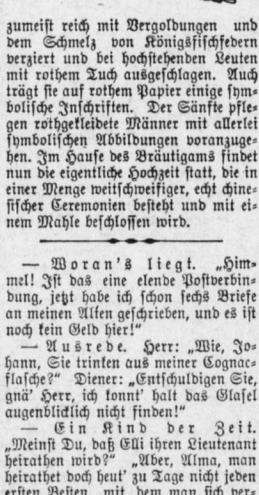 zumeist reich mit Vergoldungen und
dem Schmelz von Königsfischfedern
verziert und bei hochstehenden Leuten
mit rothem Tuch ausgeschlagen. Auch
trägt sie auf rothem Papier einige sym-
bolische Inschriften. Der Sänfte pfle-
gen rothgekleidete Männer mit allerlei
symbolischen Abbildungen voranzuge-
hen. Im Hause des Bräutigams findet
nun die eigentliche Hochzeit statt, die in
einer Menge weitschweifiger, echt chine-
sischer Ceremonien besteht und mit ei-
nem Mahle beschlossen wird.
— Woran's liegt. „Him-
mel! Ist das eine elende Postverbin-
dung, jetzt habe ich schon sechs Briefe
an meinen Alten geschrieben, und es ist
noch kein Geld hier!"
— Ausrede. Herr: „Wie, Jo-
hann, Sie trinken aus meiner Cognac-
flasche?" Diener: „Entschuldigen Sie,
gnä' Herr, ich konnt' halt das Glasel
augenblicklich nicht finden!"
— Ein Kind der Zeit.
„Meinst Du, daß Elli ihren Lieutenant
heirathen wird?" „Aber, Alma, man
heirathet doch heut' zu Tage nicht jeden
ersten Besten, mit dem man sich ver-